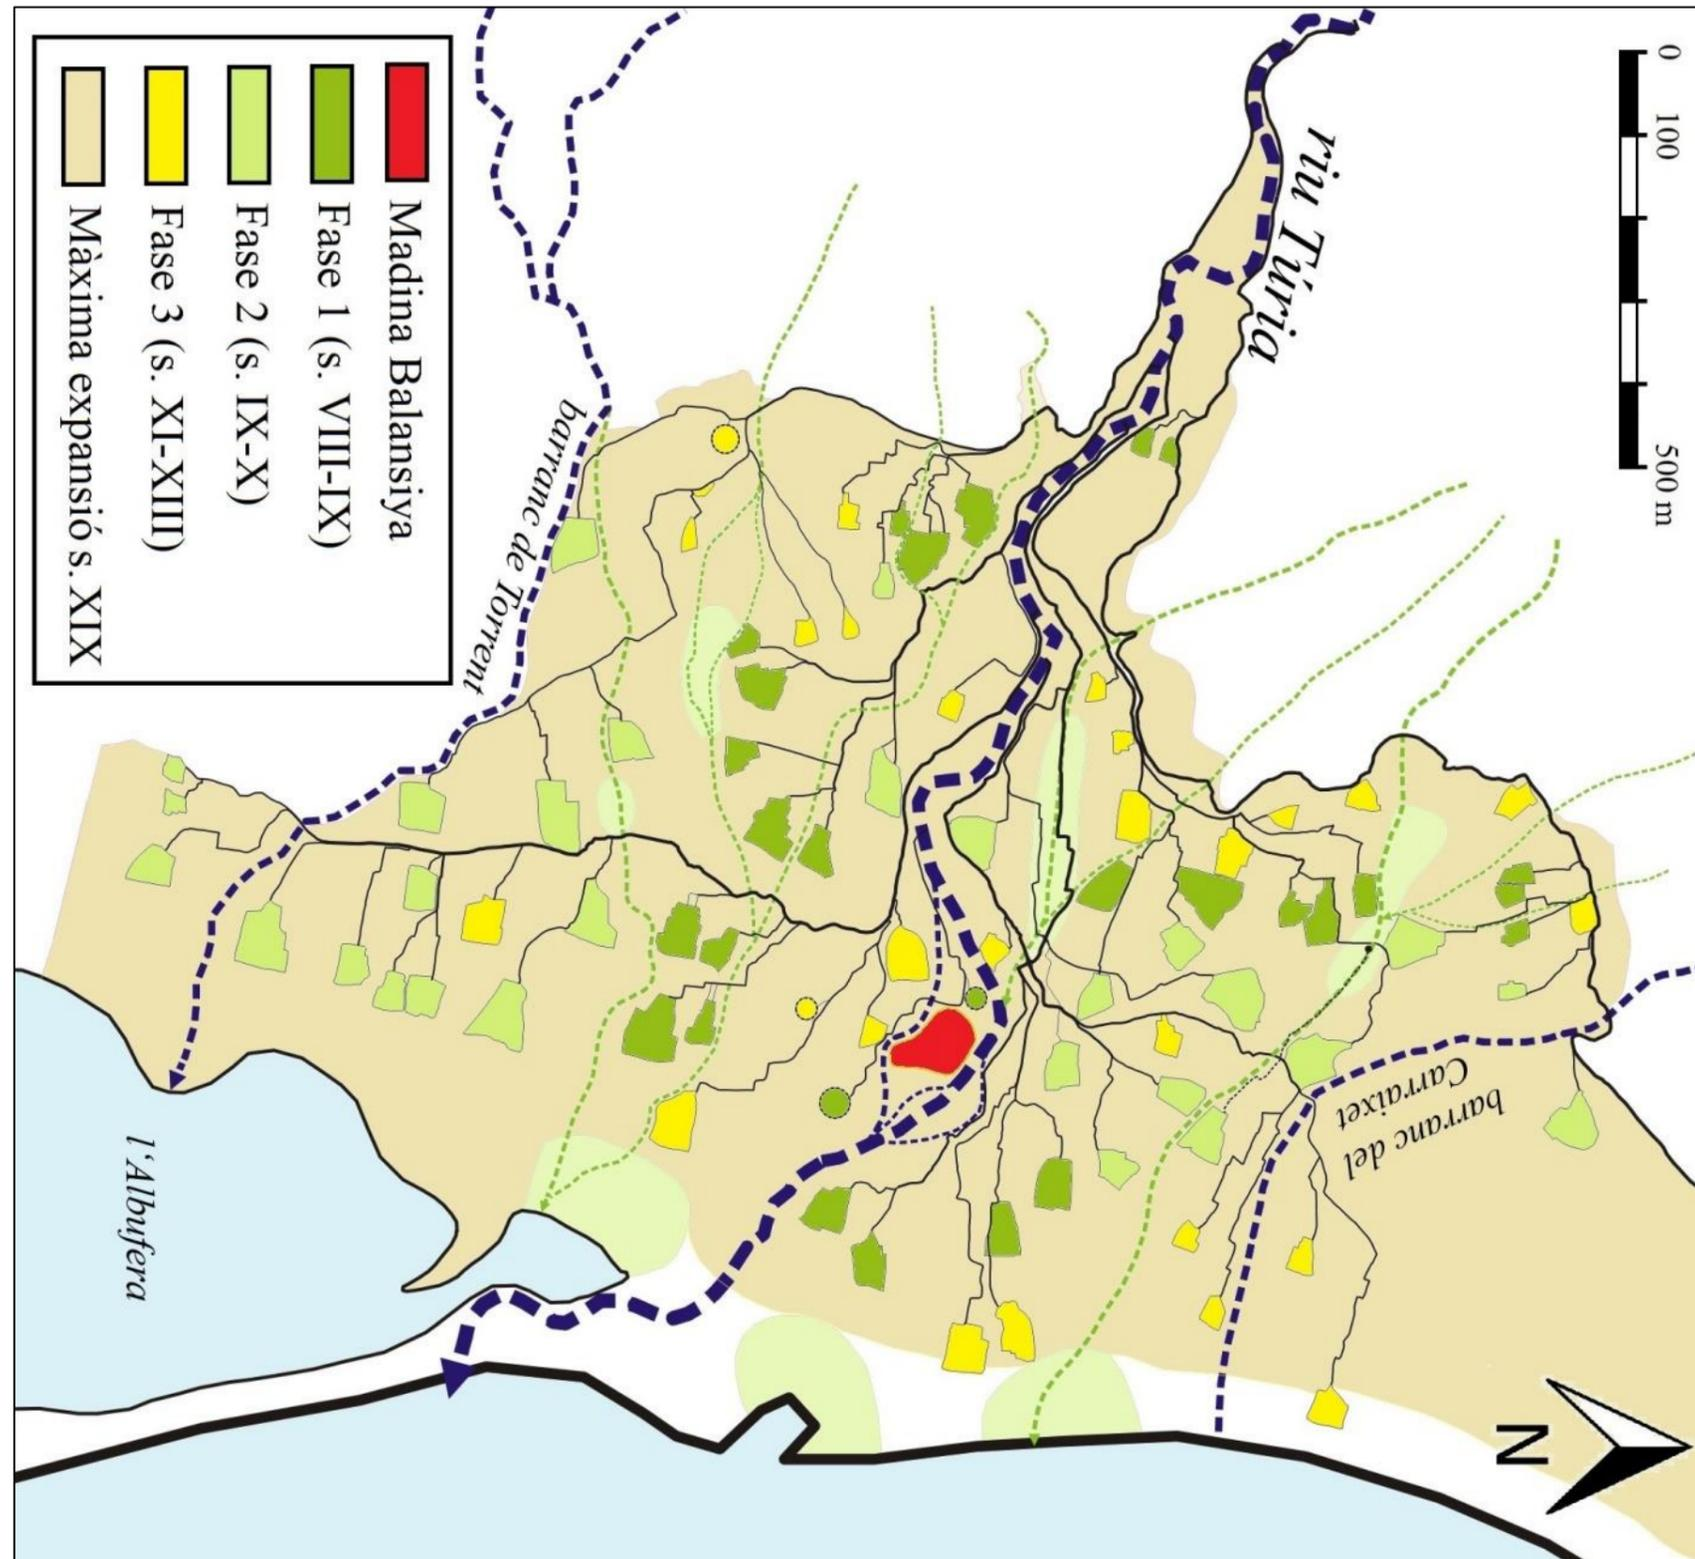 0 100 500 m
riu Túria
barranc de Torrent
barranc del
Carraixet
l'Albufera
N
Madina Balansiya
Fase 1 (s. VIII-IX)
Fase 2 (s. IX-X)
Fase 3 (s. XI-XIII)
Màxima expansió s. XIX